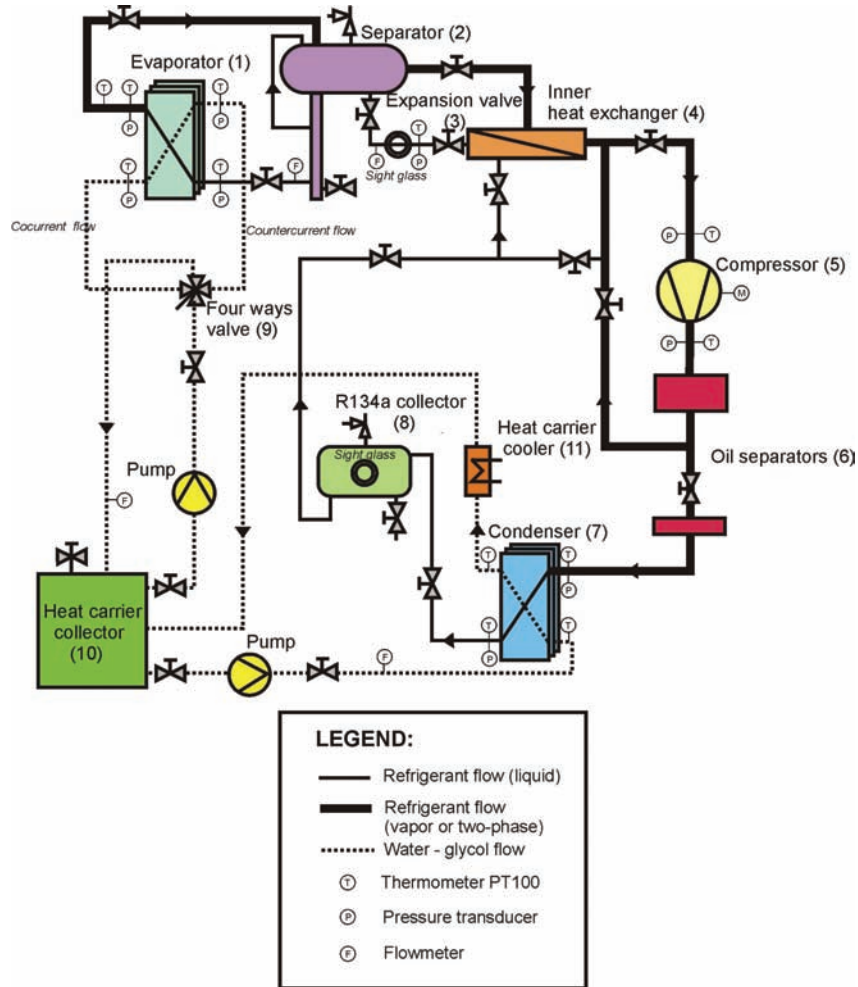 Separator (2)
Evaporator (1)
Expansion valve
(3)
Inner
heat exchanger (4)
T
T
P
T
P
T
P
T
P
F
F
T
P
Sight glass
Cocurrent flow
Countercurrent flow
P
T
Compressor (5)
M
P
T
Four ways
valve (9)
R134a collector
(8)
Sight glass
Heat carrier
cooler (11)
Oil separators (6)
Pump
F
Condenser (7)
T
T
P
Heat carrier
collector
(10)
T
P
T
Pump
F
LEGEND:
Refrigerant flow (liquid)
Refrigerant flow
(vapor or two-phase)
Water - glycol flow
T
Thermometer PT100
P
Pressure transducer
F
Flowmeter